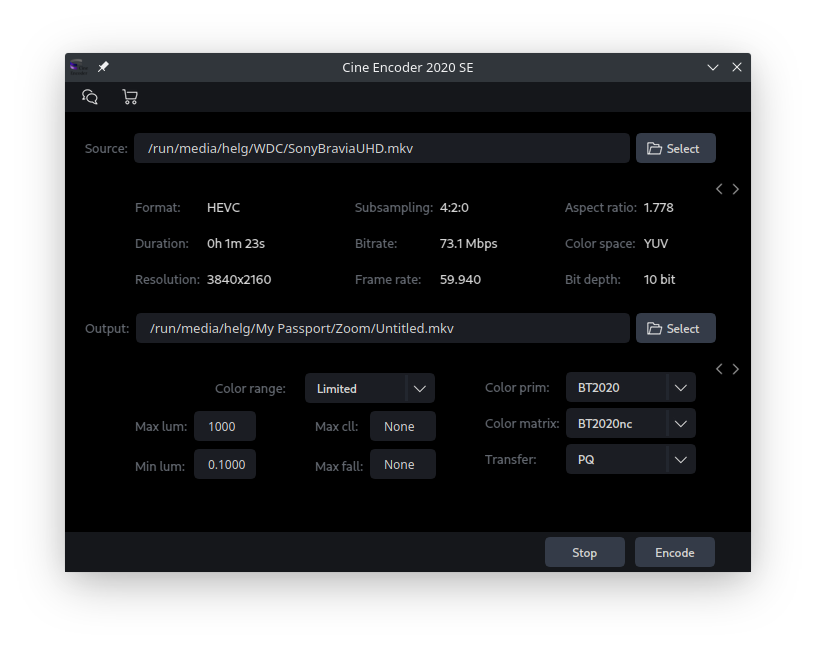 Cine Encoder 2020 SE
Source: /run/media/helg/WDC/SonyBraviaUHD.mkv Select
Format: HEVC Subsampling: 4:2:0 Aspect ratio: 1.778
Duration: 0h 1m 23s Bitrate: 73.1 Mbps Color space: YUV
Resolution: 3840x2160 Frame rate: 59.940 Bit depth: 10 bit
Output: /run/media/helg/My Passport/Zoom/Untitled.mkv Select
Color range: Limited Color prim: BT2020
Max lum: 1000 Max cll: None Color matrix: BT2020nc
Min lum: 0.1000 Max fall: None Transfer: PQ
Stop Encode